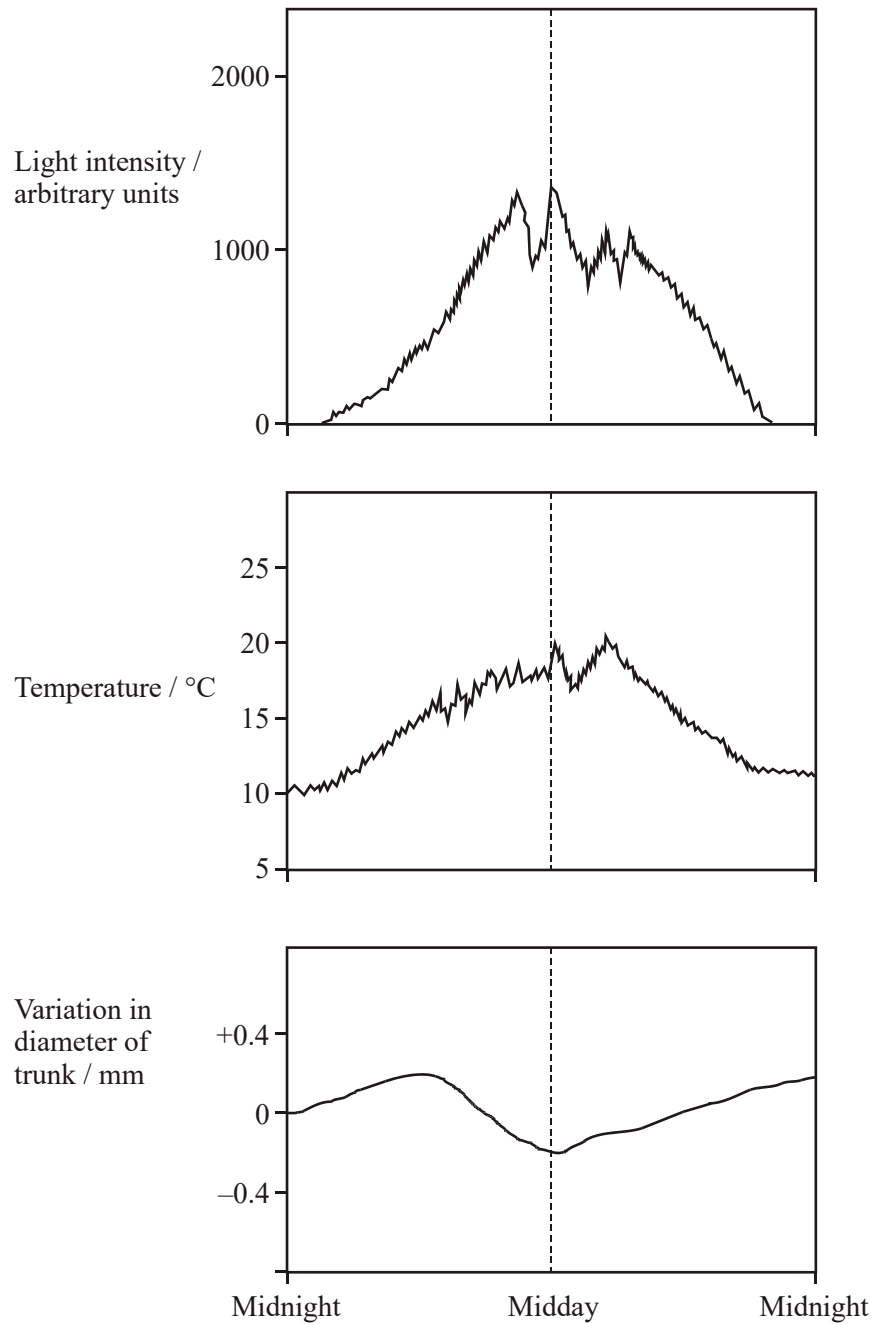 2000
Light intensity /
arbitrary units
1000
0
25
20
Temperature / °C
15
10
5
Variation in
diameter of
trunk / mm
+0.4
0
–0.4
Midnight Midday Midnight